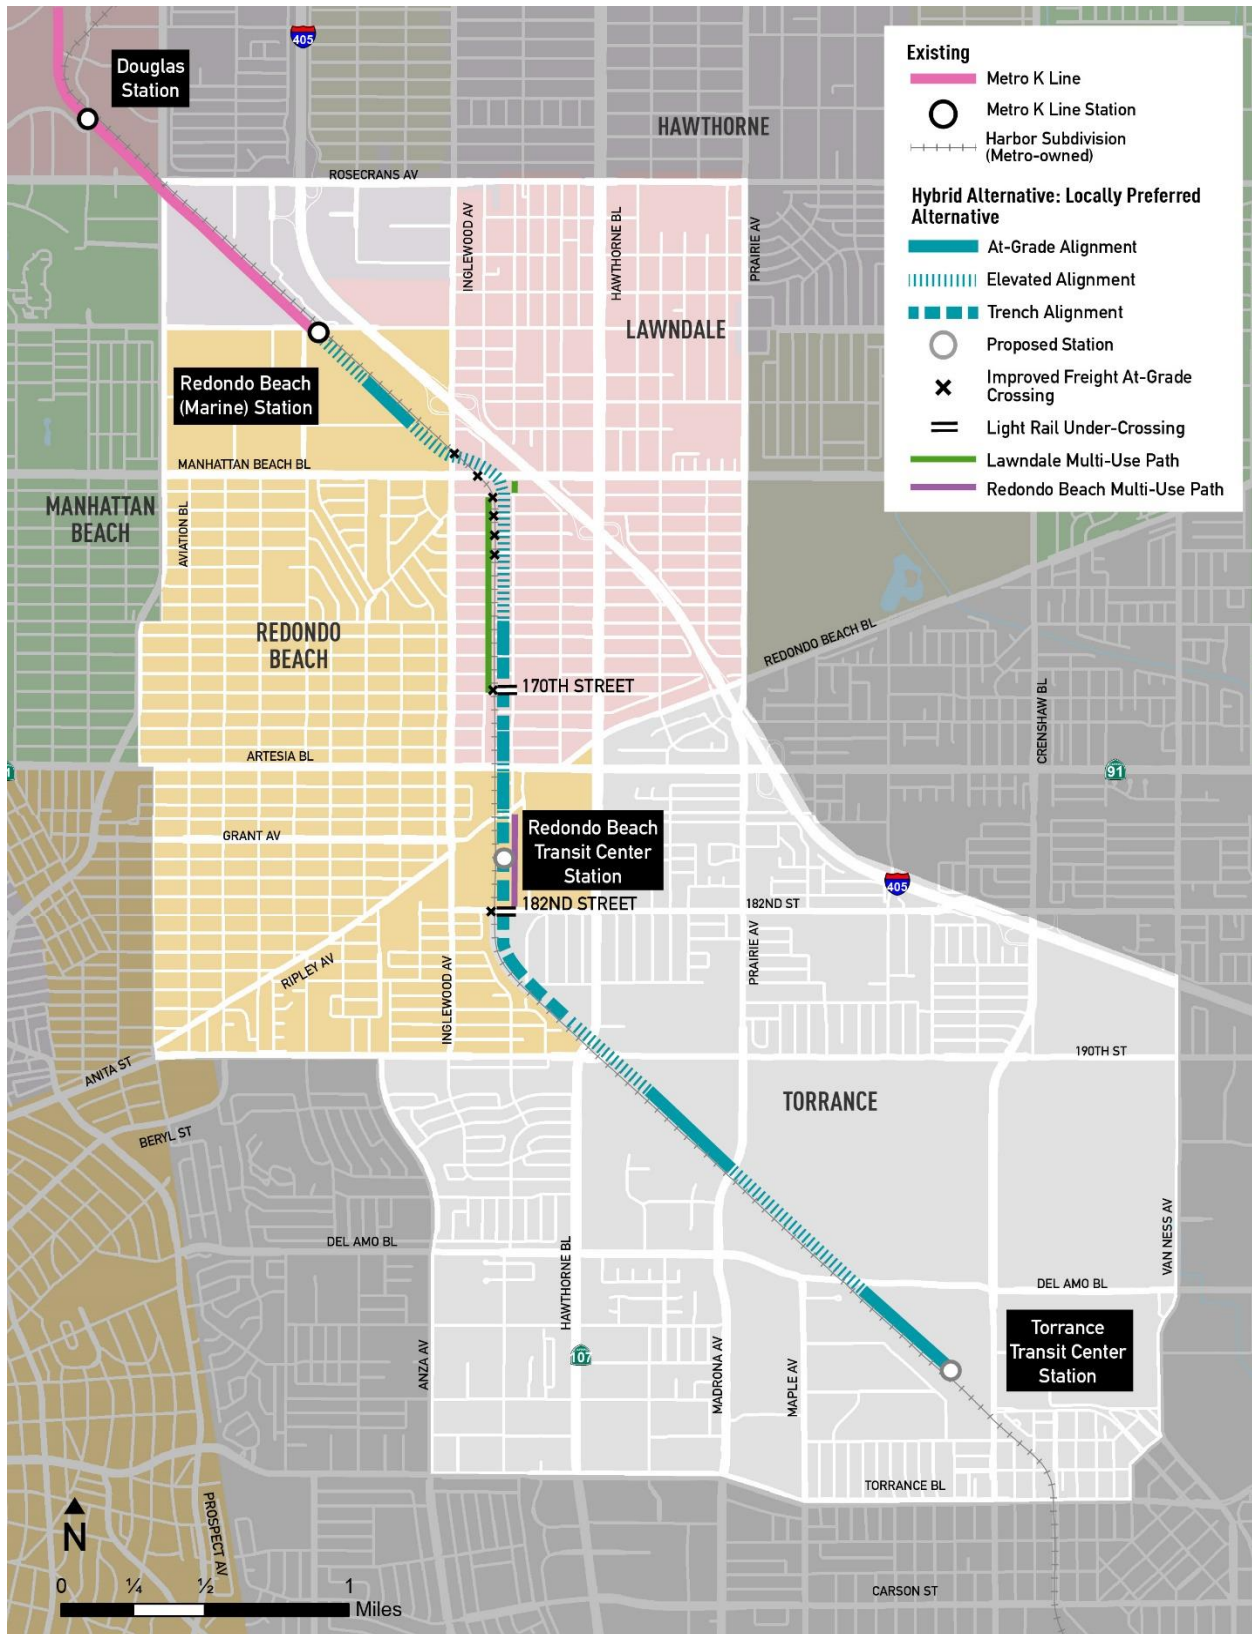 405
Douglas
Station
HAWTHORNE
ROSECRANS AV
INGLEWOOD AV
HAWTHORNE BL
PRAIRIE AV
LAWNDALE
Redondo Beach
(Marine) Station
MANHATTAN BEACH BL
MANHATTAN
BEACH
AVIATION BL
REDONDO
BEACH
REDONDO BEACH BL
170TH STREET
CRENSHAW BL
ARTESIA BL
1
91
GRANT AV
Redondo Beach
Transit Center
Station
405
182ND STREET
182ND ST
PRAIRIE AV
RIPLEY AV
INGLEWOOD AV
190TH ST
ANITA ST
BERYL ST
TORRANCE
DEL AMO BL
HAWTHORNE BL
VAN NESS AV
DEL AMO BL
107
ANZA AV
MADRONA AV
MAPLE AV
Torrance
Transit Center
Station
TORRANCE BL
PROSPECT AV
CARSON ST
N
0 ¼ ½ 1
Miles
Existing
Metro K Line
Metro K Line Station
Harbor Subdivision
(Metro-owned)
Hybrid Alternative: Locally Preferred
Alternative
At-Grade Alignment
Elevated Alignment
Trench Alignment
Proposed Station
Improved Freight At-Grade
Crossing
Light Rail Under-Crossing
Lawndale Multi-Use Path
Redondo Beach Multi-Use Path